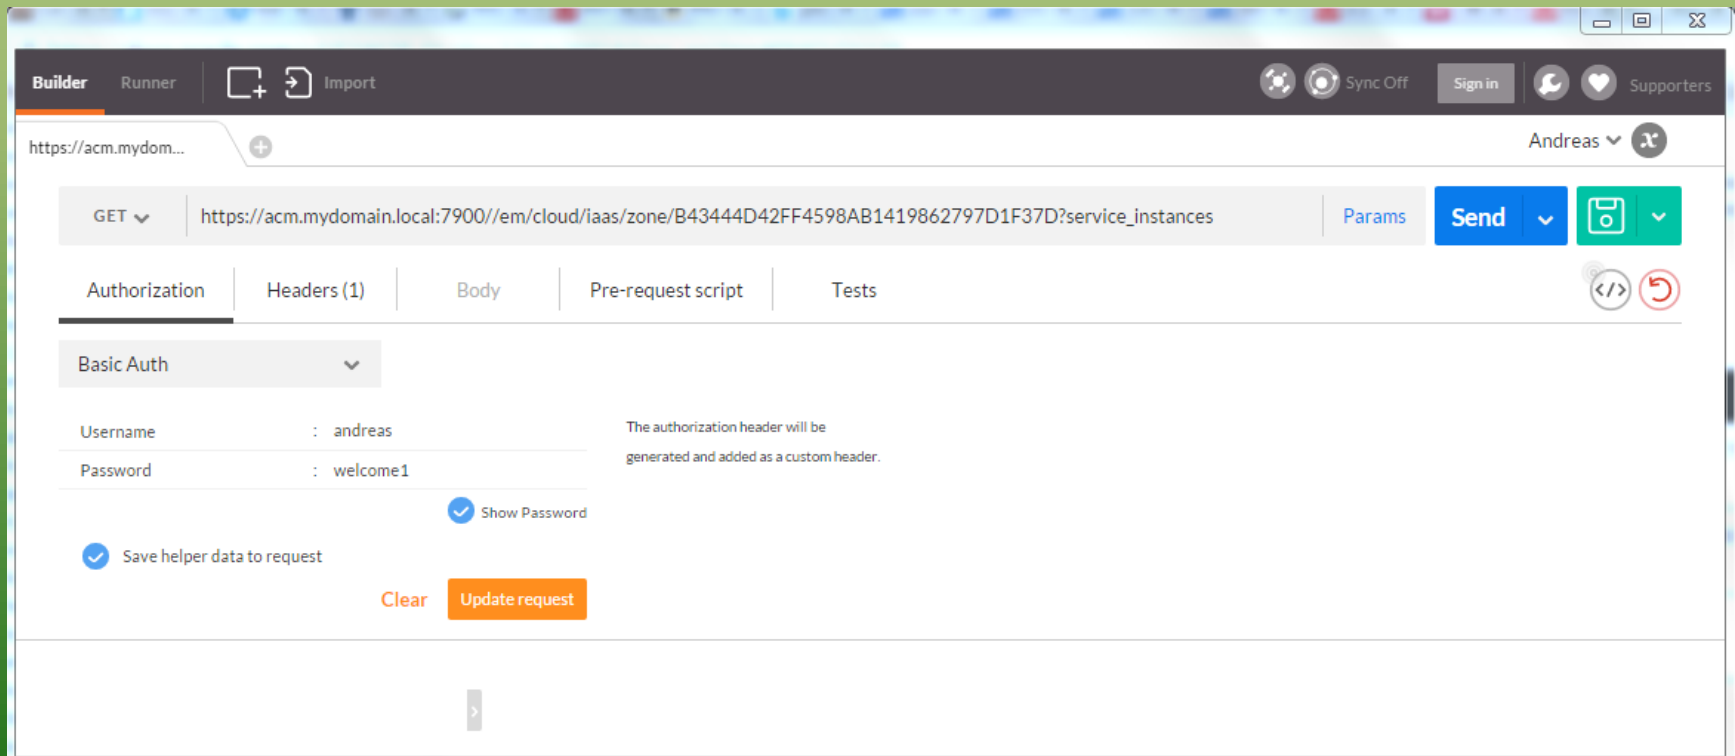 Builder Runner Import Sync Off Sign in Supporters
https://acm.mydom... Andreas
GET https://acm.mydomain.local:7900//em/cloud/iaas/zone/B43444D42FF4598AB1419862797D1F37D?service_instances Params Send
Authorization Headers (1) Body Pre-request script Tests
Basic Auth
Username : andreas The authorization header will be
Password : welcome1 generated and added as a custom header.
Show Password
Save helper data to request
Clear Update request